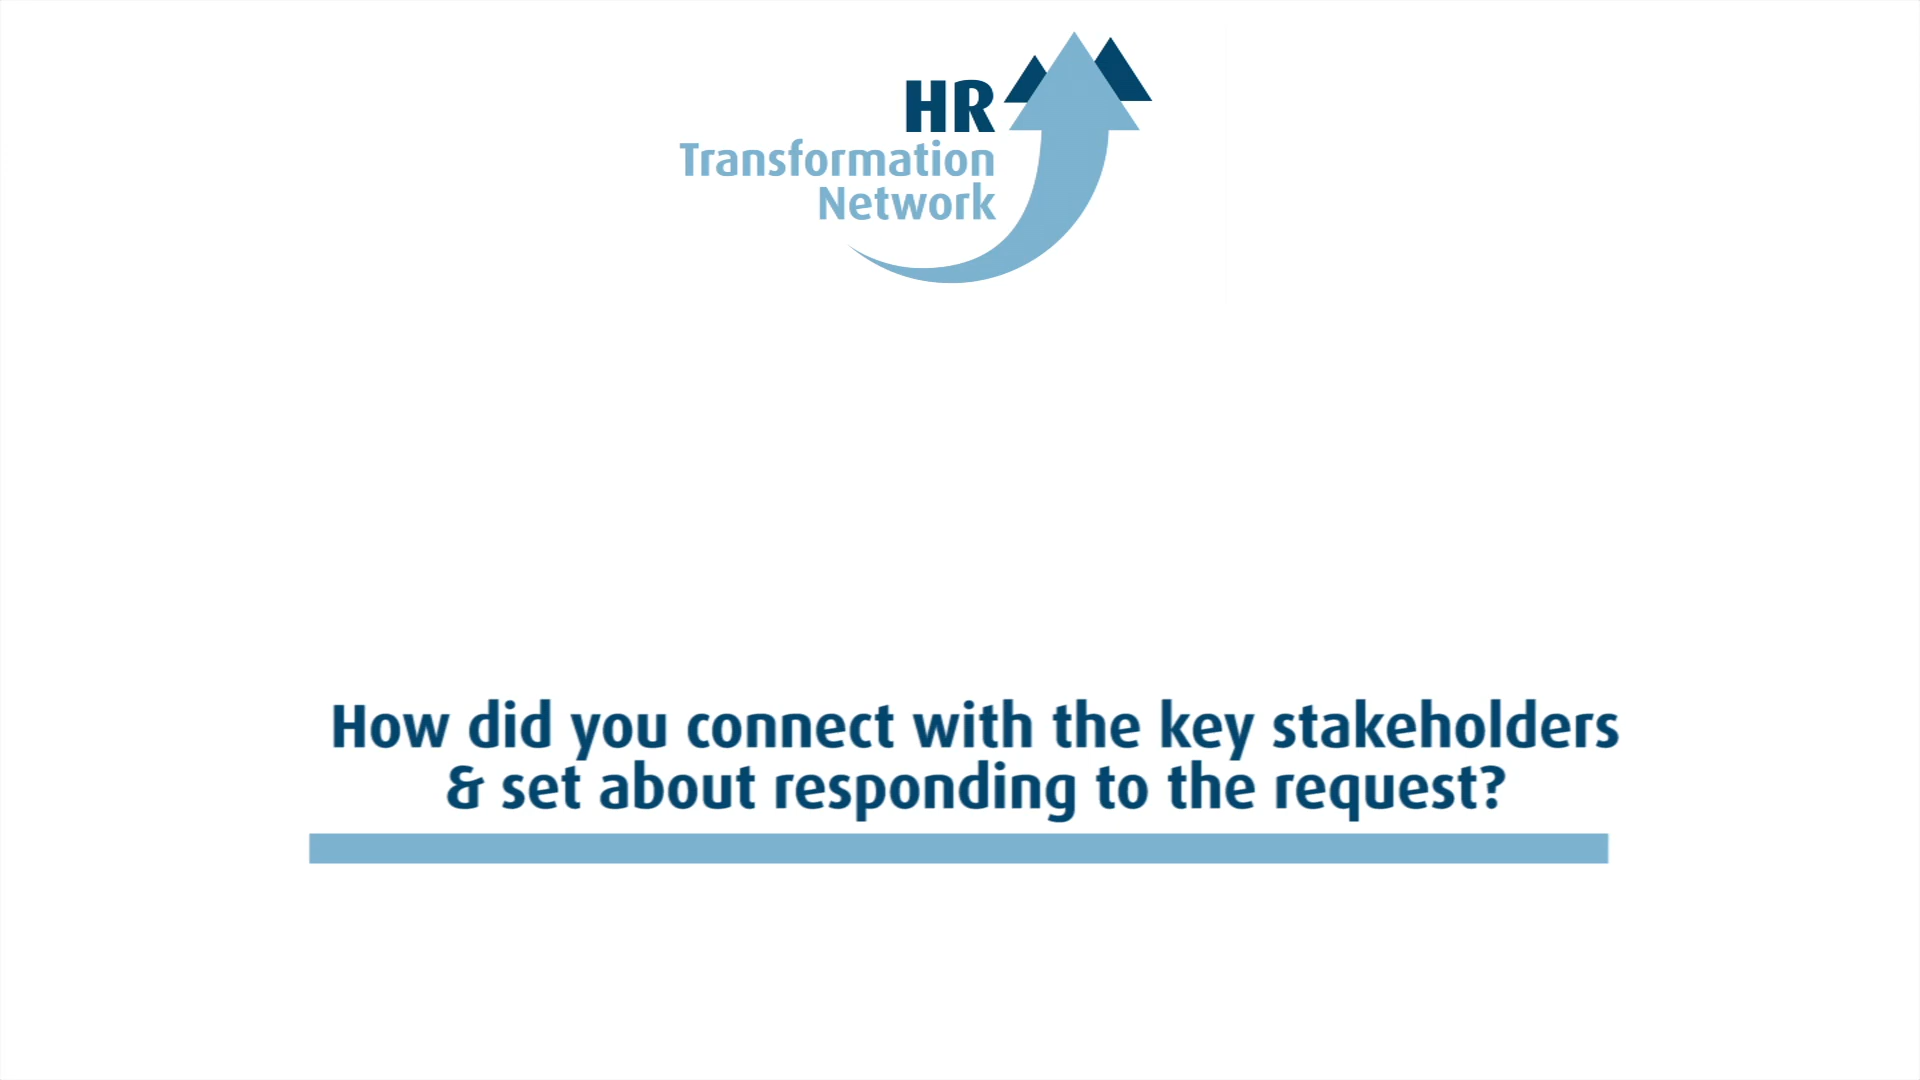 HR
Transformation
Network
How did you connect with the key stakeholders
& set about responding to the request?